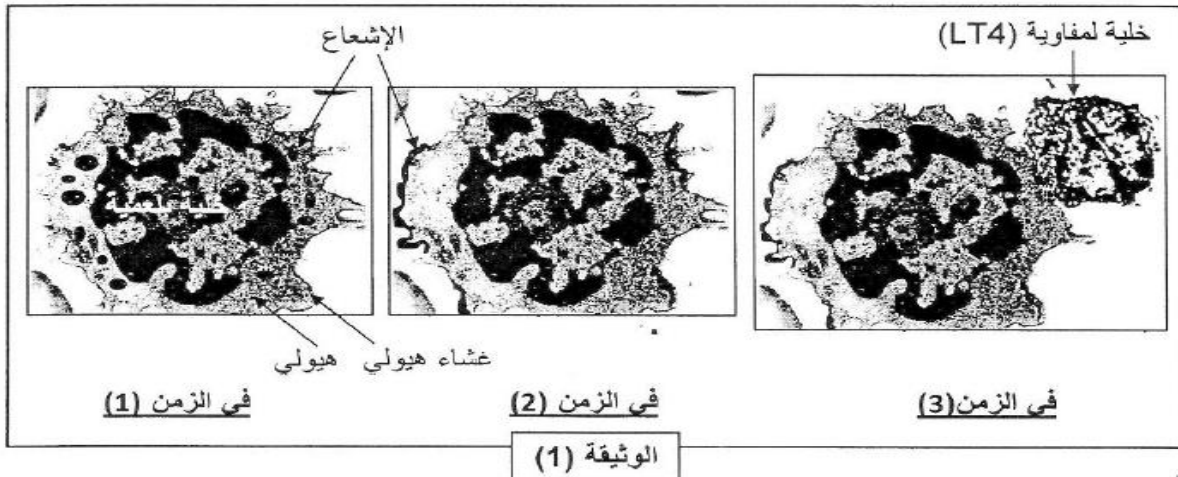 خلية لمفاوية (LT4)
الإشعاع
هيولي
غشاء هيولي
في الزمن (1)
في الزمن (2)
في الزمن(3)
الوثيقة (1)